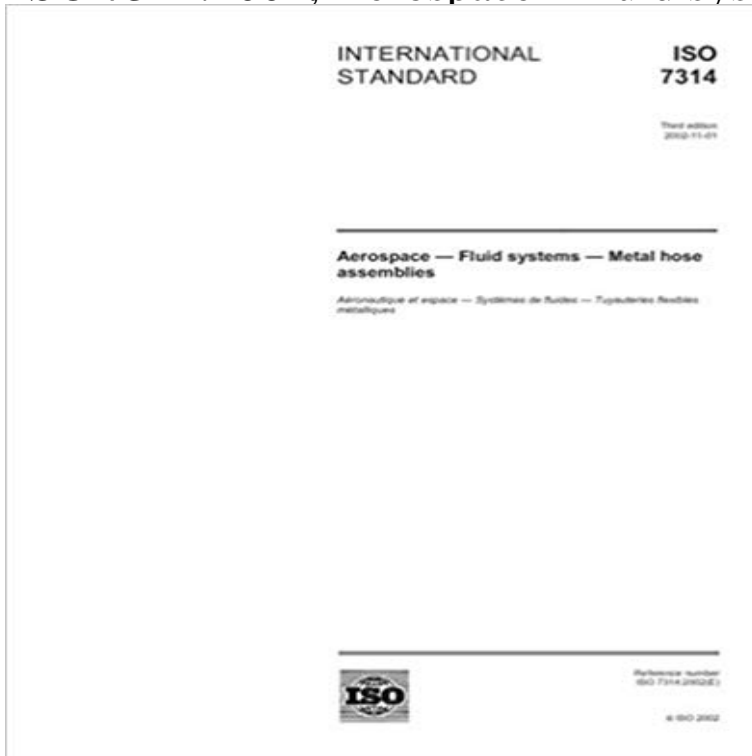 INTERNATIONAL
STANDARD
ISO
7314
Third edition
2002-11-01
Aerospace — Fluid systems — Metal hose
assemblies
Aéronautique et espace — Systèmes de fluides — Tuyauteries flexibles
métalliques
ISO
Reference number
ISO 7314:2002(E)
© ISO 2002